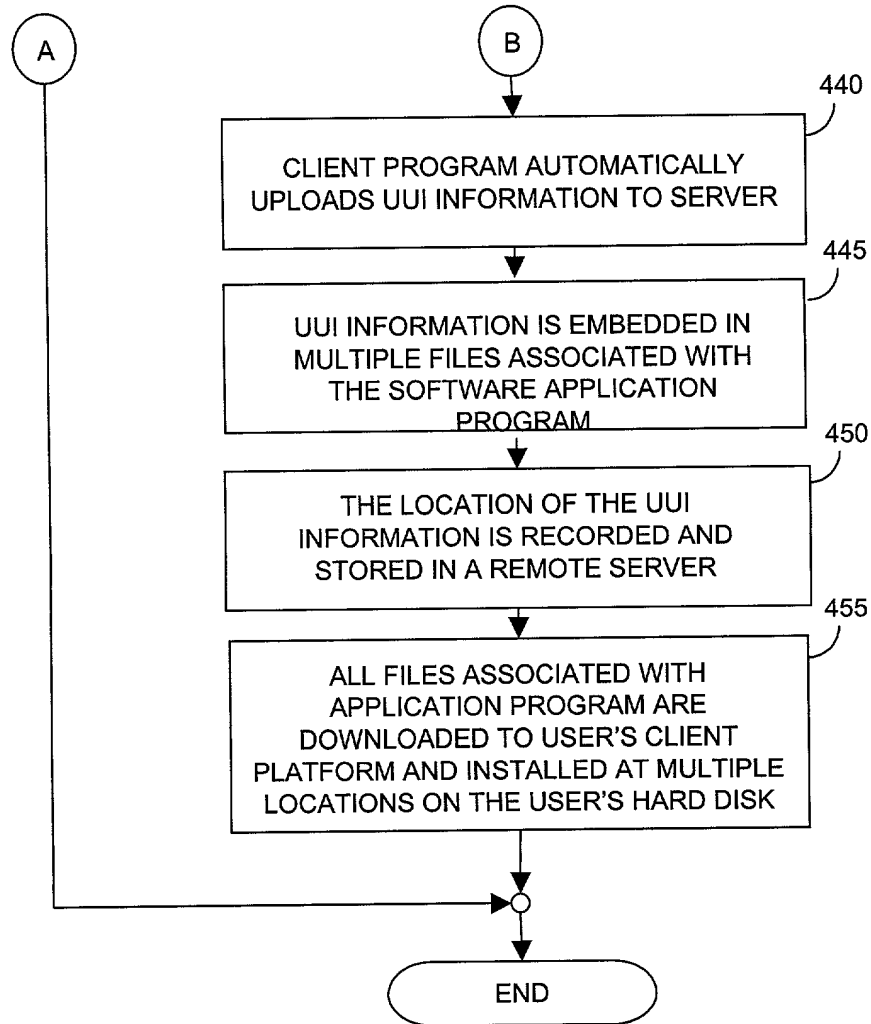 A
B
440
CLIENT PROGRAM AUTOMATICALLY
UPLOADS UUI INFORMATION TO SERVER
445
UUI INFORMATION IS EMBEDDED IN
MULTIPLE FILES ASSOCIATED WITH
THE SOFTWARE APPLICATION
PROGRAM
450
THE LOCATION OF THE UUI
INFORMATION IS RECORDED AND
STORED IN A REMOTE SERVER
455
ALL FILES ASSOCIATED WITH
APPLICATION PROGRAM ARE
DOWNLOADED TO USER'S CLIENT
PLATFORM AND INSTALLED AT MULTIPLE
LOCATIONS ON THE USER'S HARD DISK
END